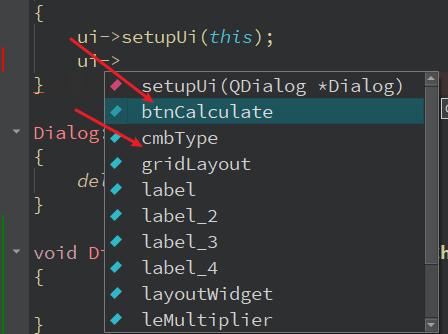 {
ui->setupUi(this);
ui->
}
setupUi(QDialog *Dialog)
btnCalculate
cmbType
gridLayout
label
label_2
label_3
label_4
layoutWidget
leMultiplier
Dialog:
{
del
}
void Di
{
}